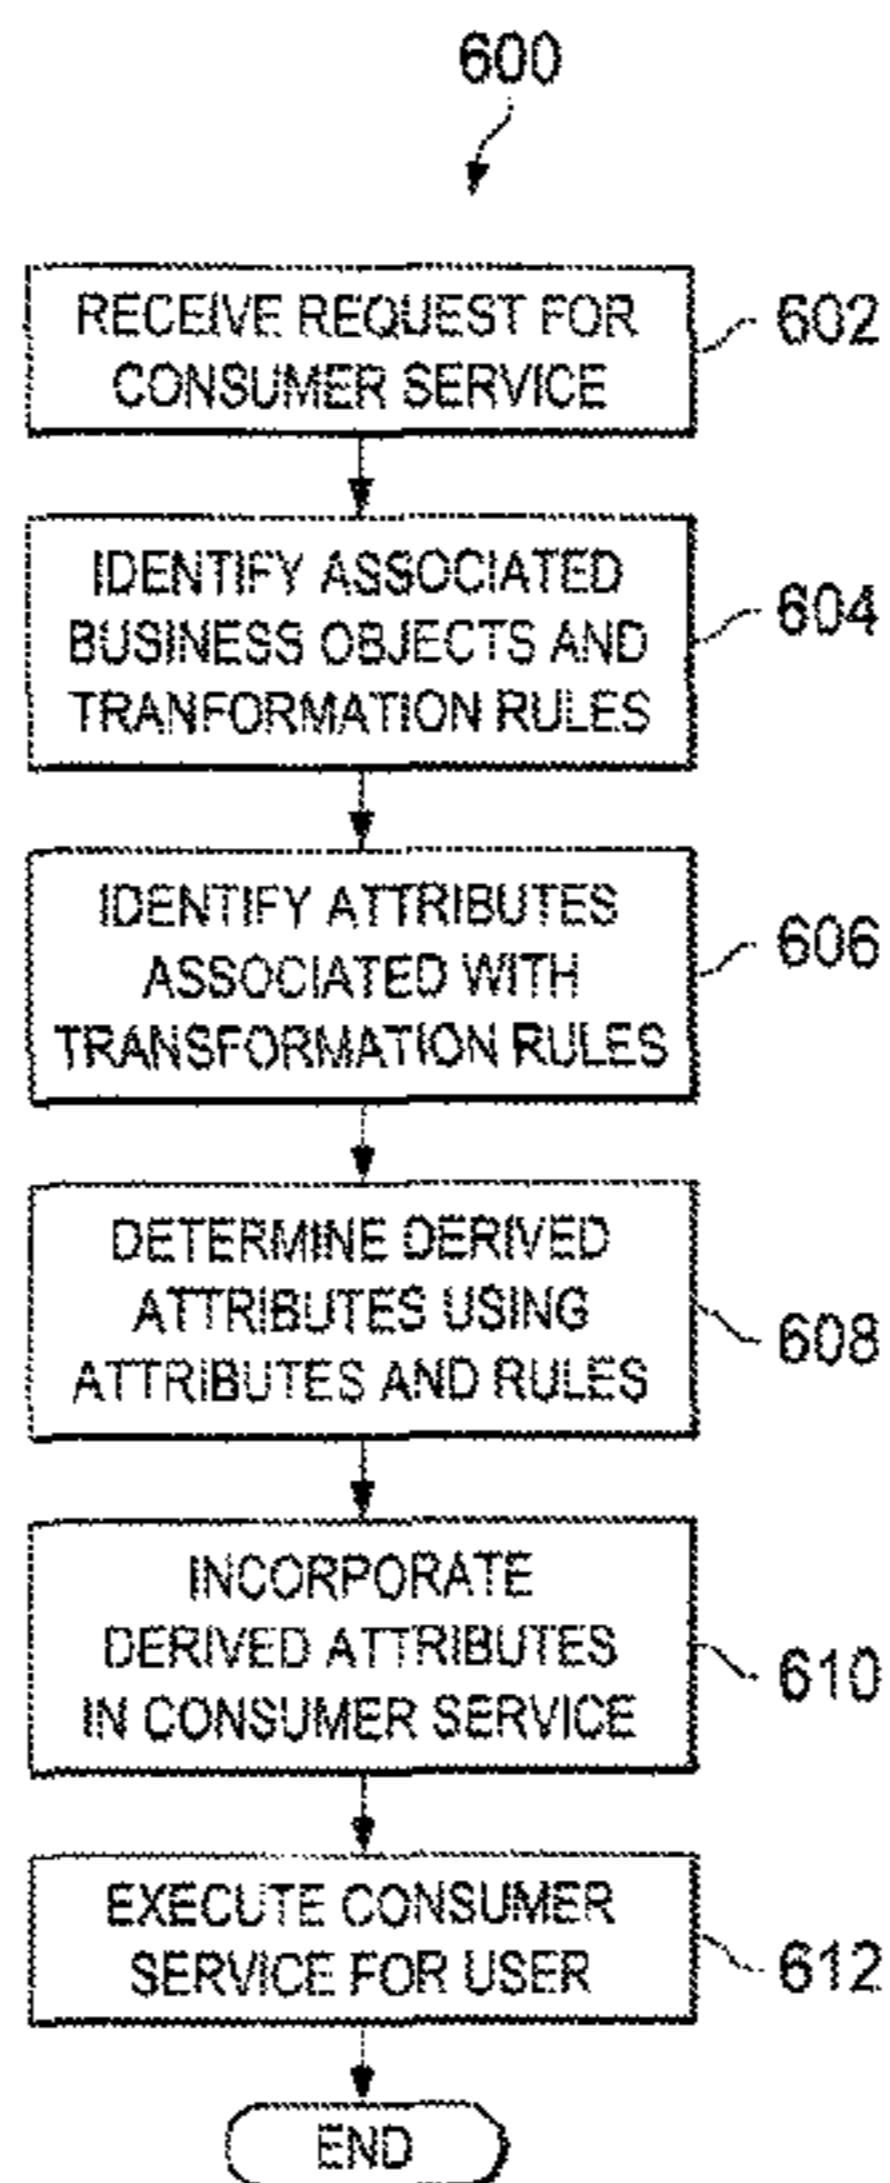 600
RECEIVE REQUEST FOR
CONSUMER SERVICE
602
IDENTIFY ASSOCIATED
BUSINESS OBJECTS AND
TRANFORMATION RULES
604
IDENTIFY ATTRIBUTES
ASSOCIATED WITH
TRANSFORMATION RULES
606
DETERMINE DERIVED
ATTRIBUTES USING
ATTRIBUTES AND RULES
608
INCORPORATE
DERIVED ATTRIBUTES
IN CONSUMER SERVICE
610
EXECUTE CONSUMER
SERVICE FOR USER
612
END